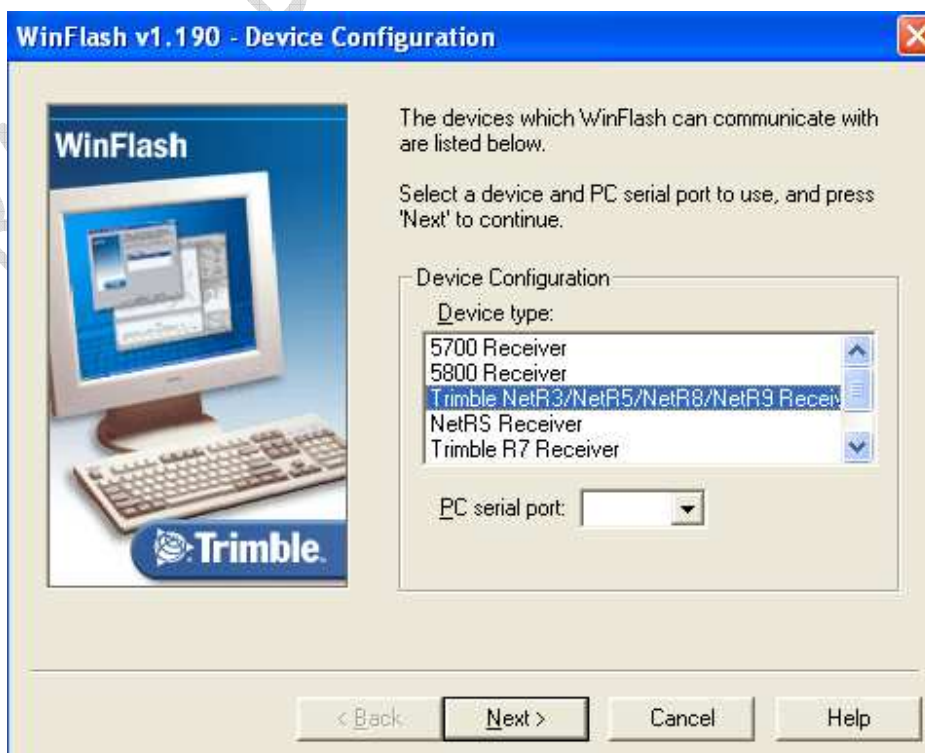 WinFlash v1.190 - Device Configuration
WinFlash
Trimble.
The devices which WinFlash can communicate with
are listed below.
Select a device and PC serial port to use, and press
'Next' to continue.
Device Configuration
Device type:
5700 Receiver
5800 Receiver
Trimble NetR3/NetR5/NetR8/NetR9 Receiv
NetRS Receiver
Trimble R7 Receiver
PC serial port:
< Back
Next >
Cancel
Help